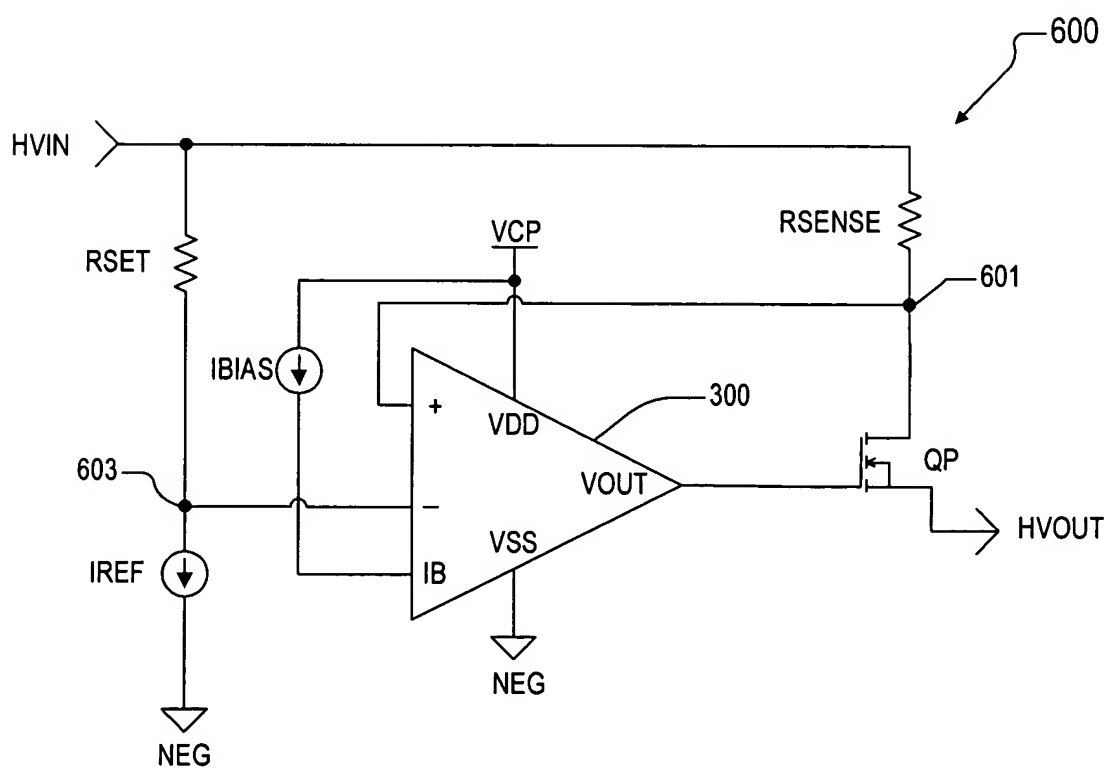 600
HVIN
RSENSE
VCP
RSET
601
IBIAS
300
+
VDD
QP
603
VOUT
−
HVOUT
VSS
IREF
IB
NEG
NEG